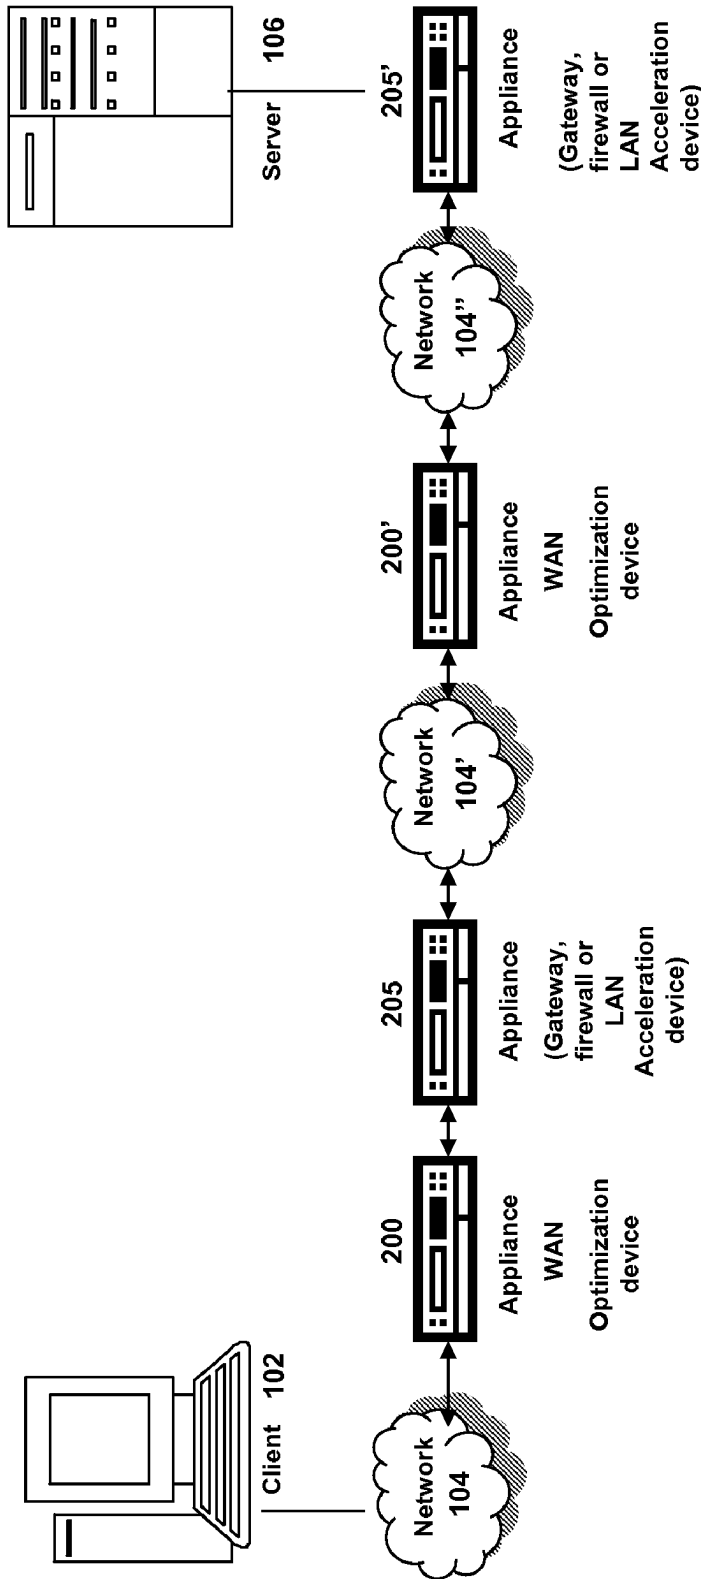 Client 102
Server 106
Network
104
200
Appliance
WAN
Optimization
device
205
Appliance
(Gateway,
firewall or
LAN
Acceleration
device)
Network
104'
200'
Appliance
WAN
Optimization
device
Network
104''
205'
Appliance
(Gateway,
firewall or
LAN
Acceleration
device)